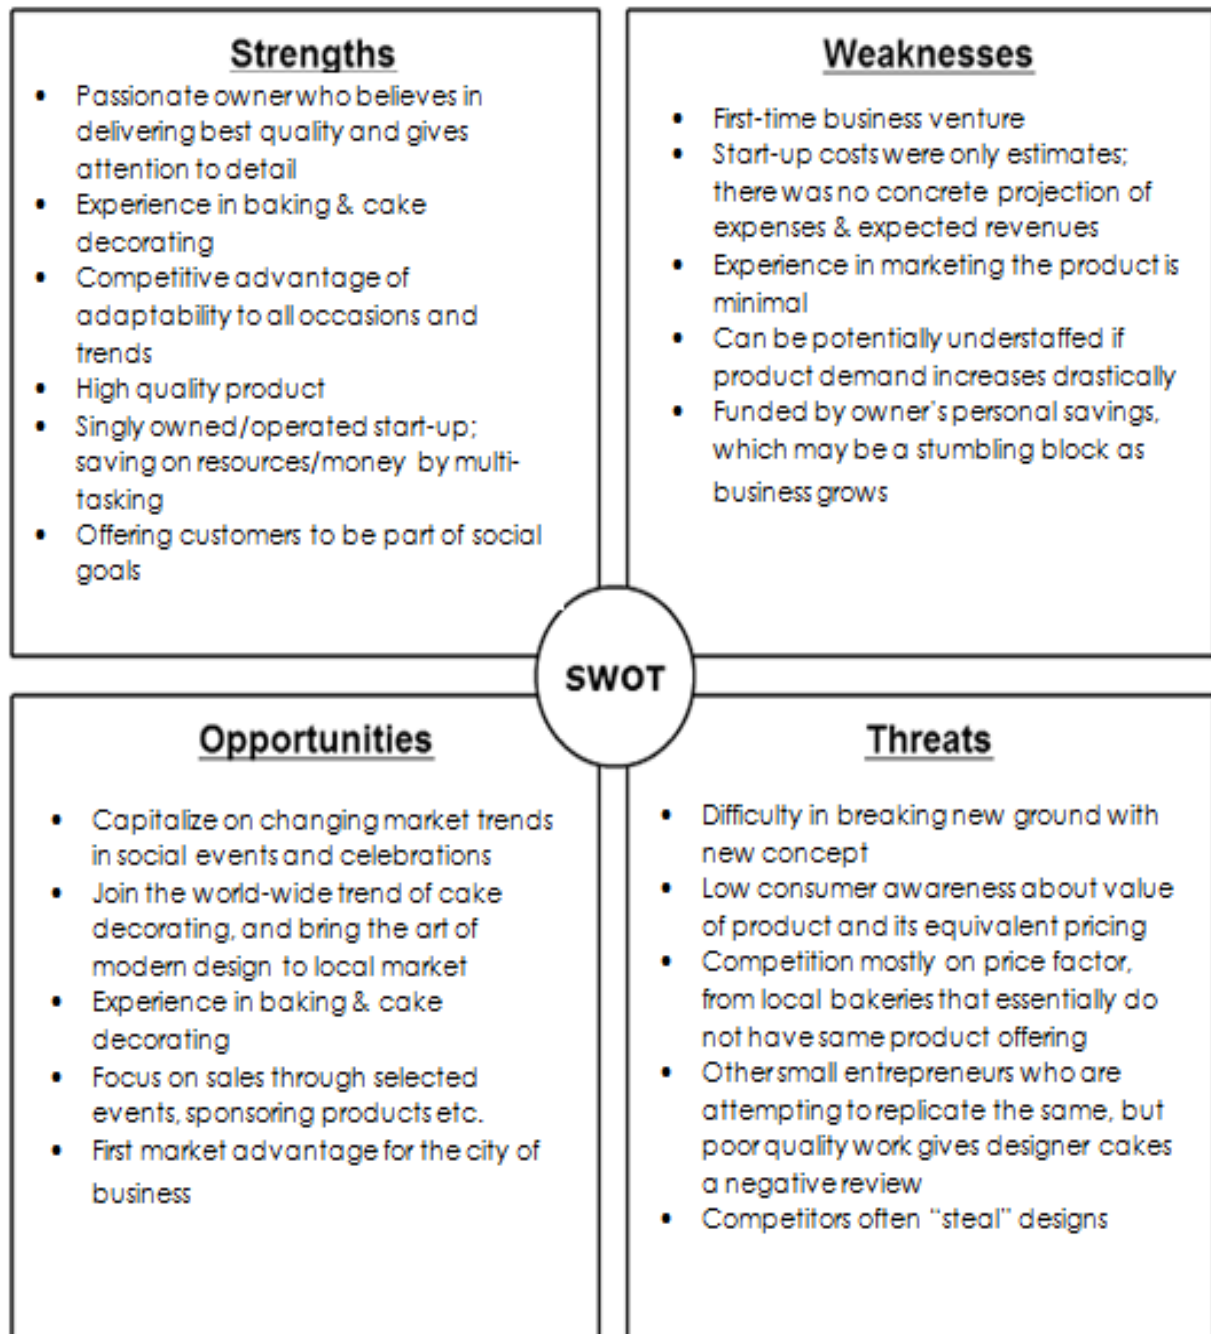 Strengths
• Passionate owner who believes in
delivering best quality and gives
attention to detail
• Experience in baking & cake
decorating
• Competitive advantage of
adaptability to all occasions and
trends
• High quality product
• Singly owned/operated start-up;
saving on resources/money by multi-
tasking
• Offering customers to be part of social
goals
Weaknesses
• First-time business venture
• Start-up costs were only estimates;
there was no concrete projection of
expenses & expected revenues
• Experience in marketing the product is
minimal
• Can be potentially understaffed if
product demand increases drastically
• Funded by owner's personal savings,
which may be a stumbling block as
business grows
SWOT
Opportunities
• Capitalize on changing market trends
in social events and celebrations
• Join the world-wide trend of cake
decorating, and bring the art of
modern design to local market
• Experience in baking & cake
decorating
• Focus on sales through selected
events, sponsoring products etc.
• First market advantage for the city of
business
Threats
• Difficulty in breaking new ground with
new concept
• Low consumer awareness about value
of product and its equivalent pricing
• Competition mostly on price factor,
from local bakeries that essentially do
not have same product offering
• Other small entrepreneurs who are
attempting to replicate the same, but
poor quality work gives designer cakes
a negative review
• Competitors often "steal" designs